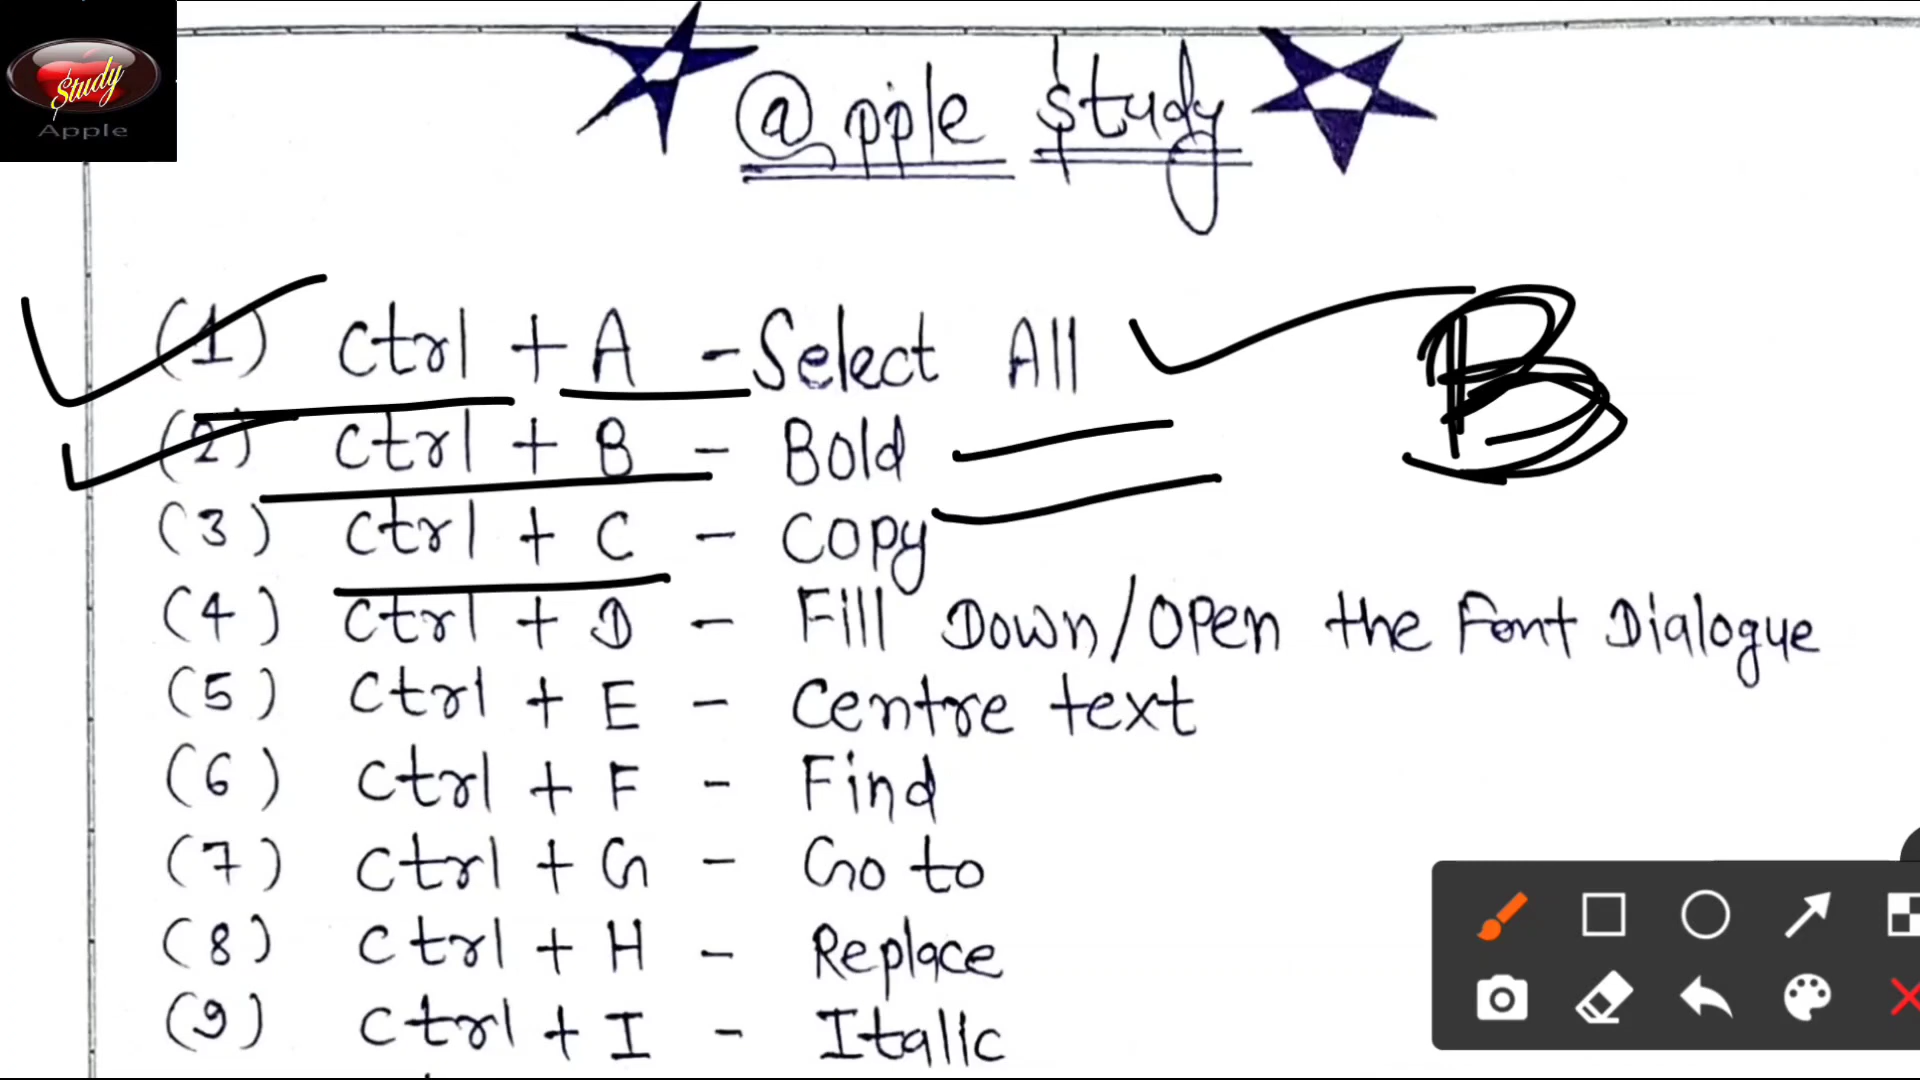 Study
Apple
@pple $tudy
(1) Ctrl + A - Select All
B
(2) Ctrl + B - Bold
(3) Ctrl + C - Copy
(4) Ctrl + D - Fill Down/Open the Font Dialogue
(5) Ctrl + E - Centre text
(6) Ctrl + F - Find
(7) Ctrl + G - Go to
(8) Ctrl + H - Replace
(9) Ctrl + I - Italic